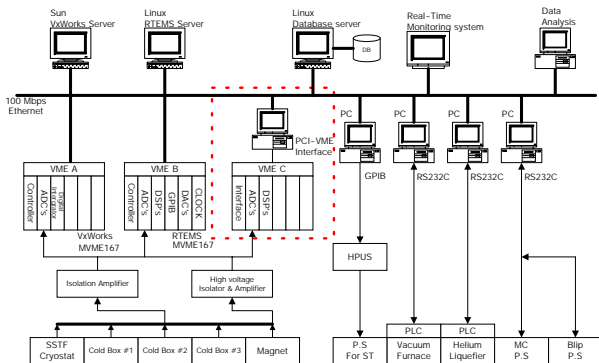 Sun
VxWorks Server
Linux
RTEMS Server
Linux
Database server
DB
Real-Time
Monitoring system
Data
Analysis
100 Mbps
Ethernet
PCI-VME
Interface
PC
PC
PC
PC
GPIB
RS232C
RS232C
RS232C
VME A
Controller
ADC's
Digital
Integrator
VxWorks
MVME167
VME B
Controller
ADC's
DSP's
GPIB
DAC's
CLOCK
RTEMS
MVME167
VME C
Interface
ADC's
DSP's
HPUS
Isolation Amplifier
High voltage
Isolator & Amplifier
SSTF
Cryostat
Cold Box #1
Cold Box #2
Cold Box #3
Magnet
P.S
For ST
PLC
Vacuum
Furnace
PLC
Helium
Liquefier
MC
P.S
Blip
P.S